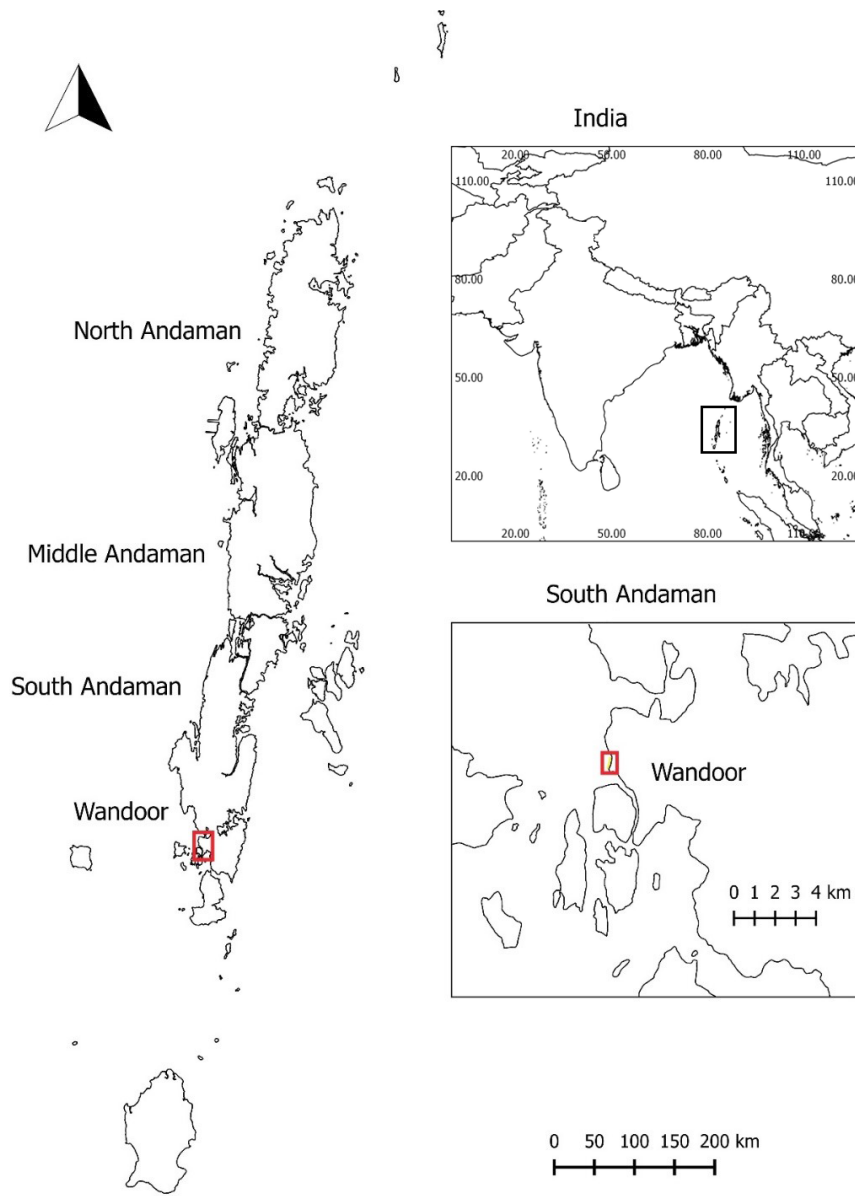 India
20.00 50.00 80.00 110.00
110.00 110.00
80.00 80.00
50.00 50.00
20.00 20.00
20.00 50.00 80.00
North Andaman
Middle Andaman
South Andaman
Wandoor
South Andaman
Wandoor
0 1 2 3 4 km
0 50 100 150 200 km